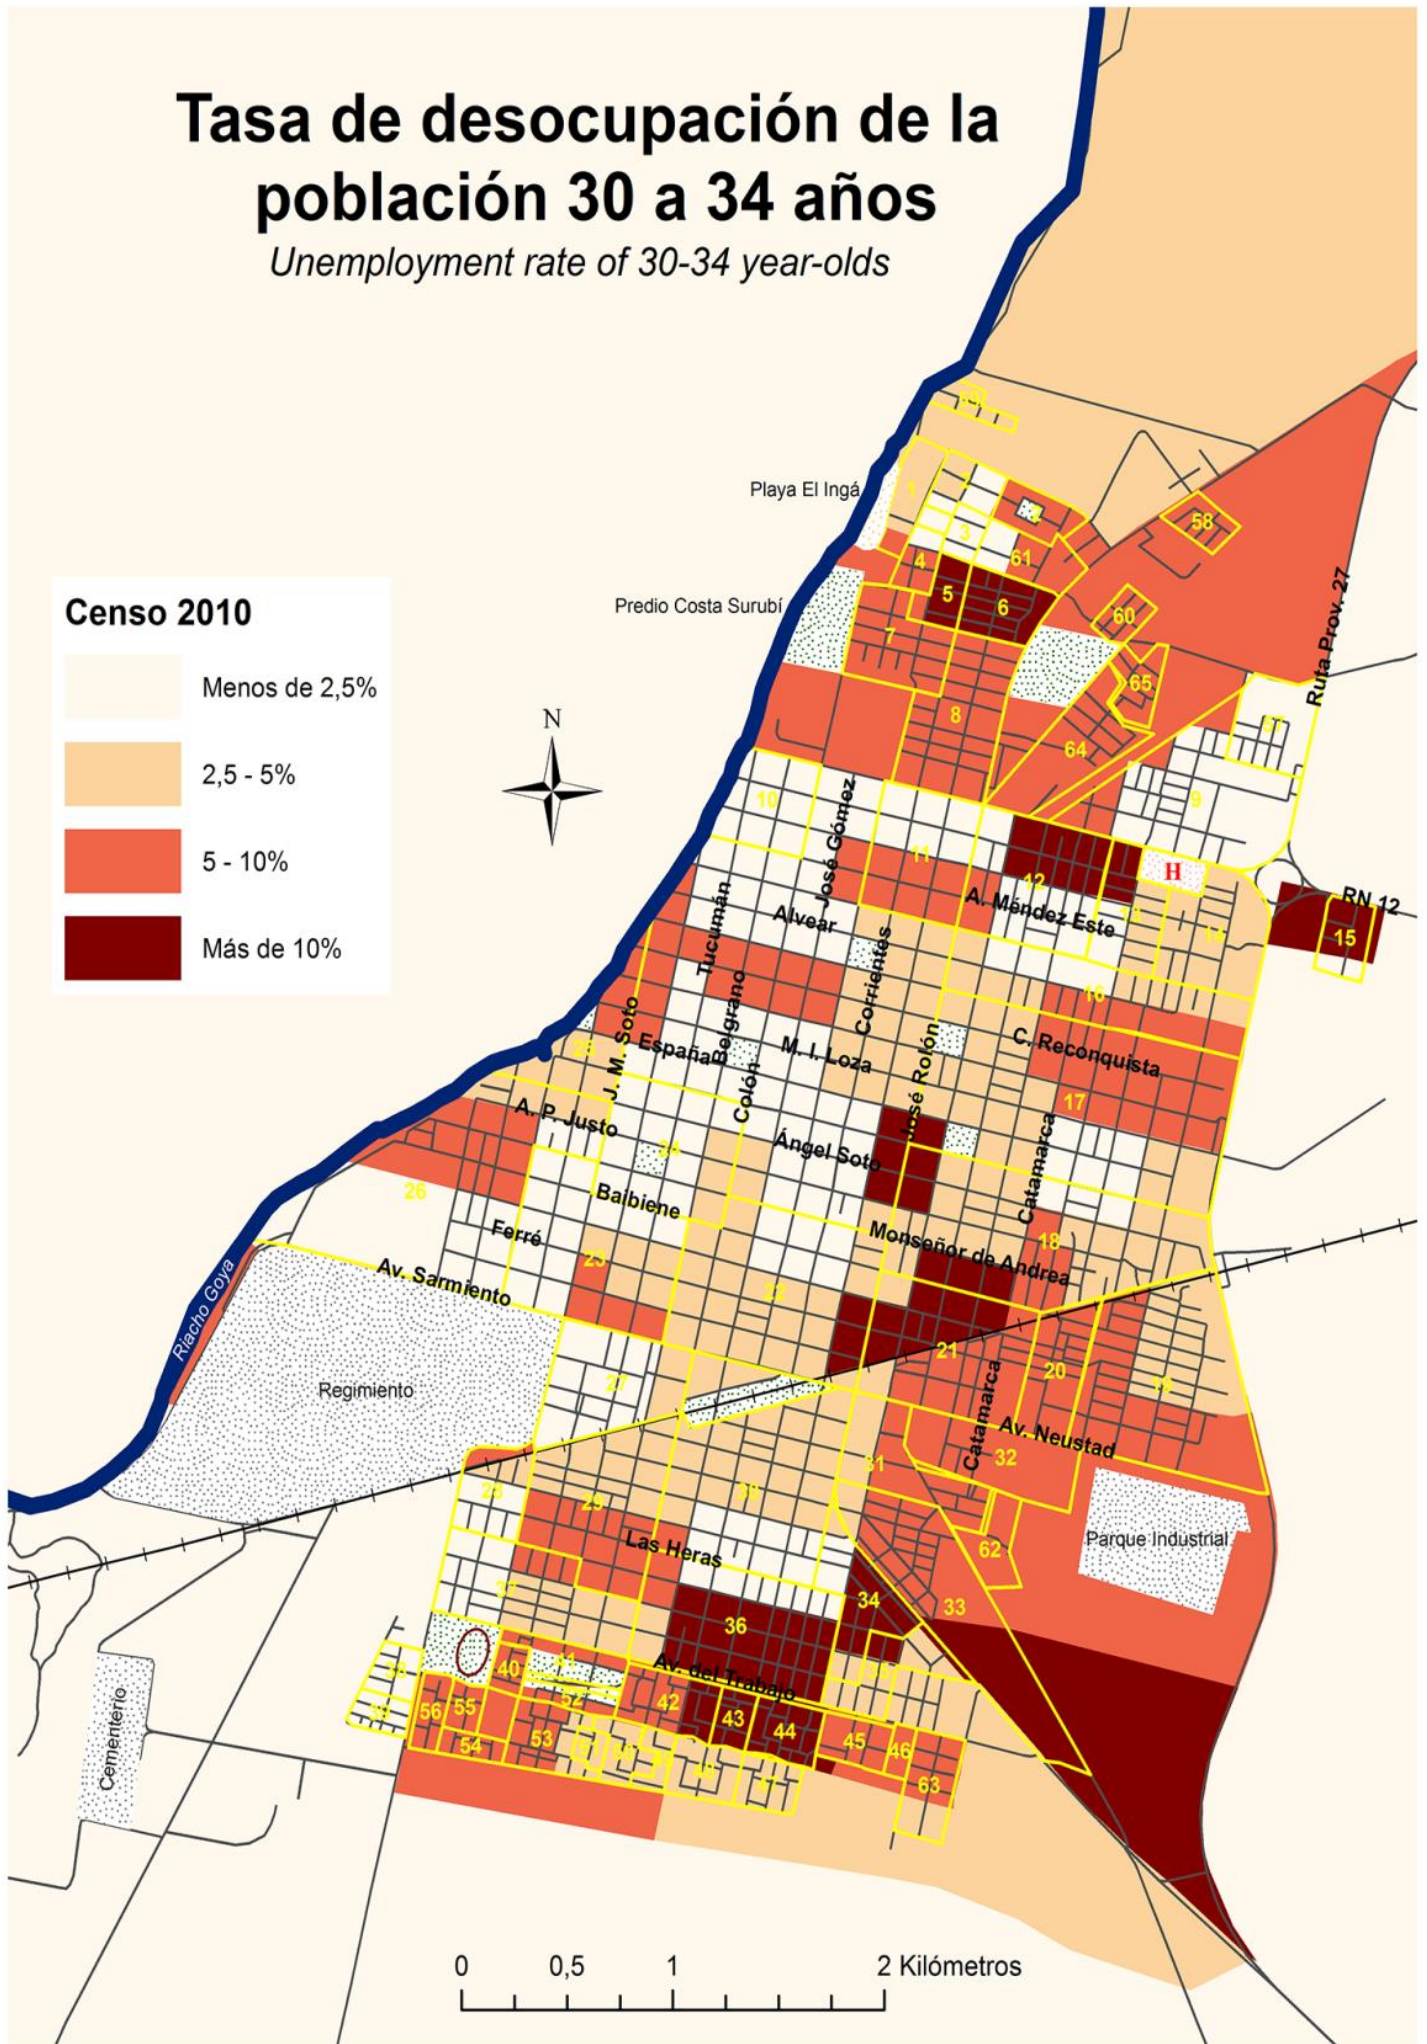 Tasa de desocupación de la
población 30 a 34 años
Unemployment rate of 30-34 year-olds
Playa El Ingá
1
3
58
61
4
5
6
Censo 2010
Predio Costa Surubí
60
7
Ruta Prov. 27
Menos de 2,5%
65
N
8
57
64
2,5 - 5%
10
9
José Gómez
5 - 10%
11
H
12
A. Méndez Este
RN 12
Alvear
13
14
15
Más de 10%
Tucumán
Corrientes
16
Belgrano
J. M. Soto
España
M. I. Loza
José Rolón
C. Reconquista
25
Colón
17
A. P. Justo
Ángel Soto
24
Catamarca
26
Baibiene
Ferré
Monseñor de Andrea
18
23
Av. Sarmiento
22
Riacho Goya
21
20
19
27
Regimiento
Catamarca
Av. Neustad
31
32
28
29
30
Las Heras
Parque Industrial
62
37
34
33
36
38
40
41
Av. del Trabajo
35
39
56
55
52
42
43
44
45
46
54
53
51
50
48
47
63
Cementerio
0 0,5 1 2 Kilómetros